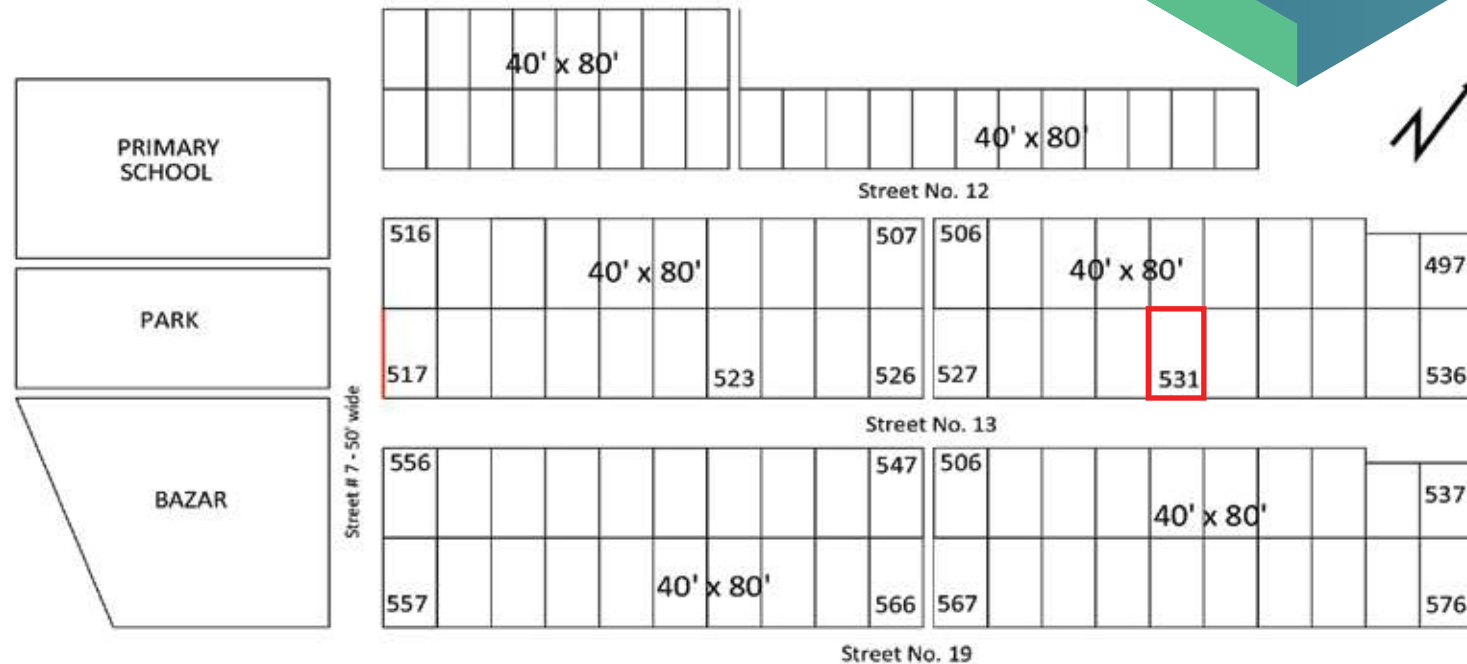 40' x 80'
PRIMARY
SCHOOL
40' x 80'
N
Street No. 12
516
507
506
40' x 80'
40' x 80'
497
PARK
517
523
526
527
531
536
Street # 7 - 50' wide
Street No. 13
556
547
506
537
BAZAR
40' x 80'
40' x 80'
557
566
567
576
Street No. 19